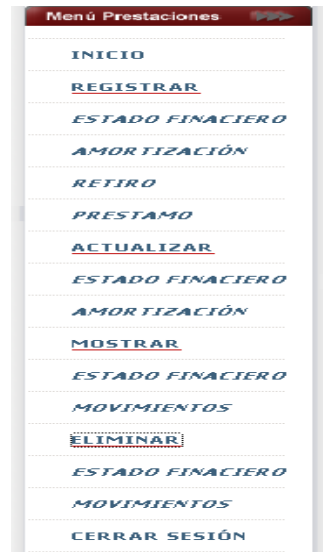 Menú Prestaciones
INICIO
REGISTRAR
ESTADO FINACIERO
AMORTIZACIÓN
RETIRO
PRESTAMO
ACTUALIZAR
ESTADO FINACIERO
AMORTIZACIÓN
MOSTRAR
ESTADO FINACIERO
MOVIMIENTOS
ELIMINAR
ESTADO FINACIERO
MOVIMIENTOS
CERRAR SESIÓN